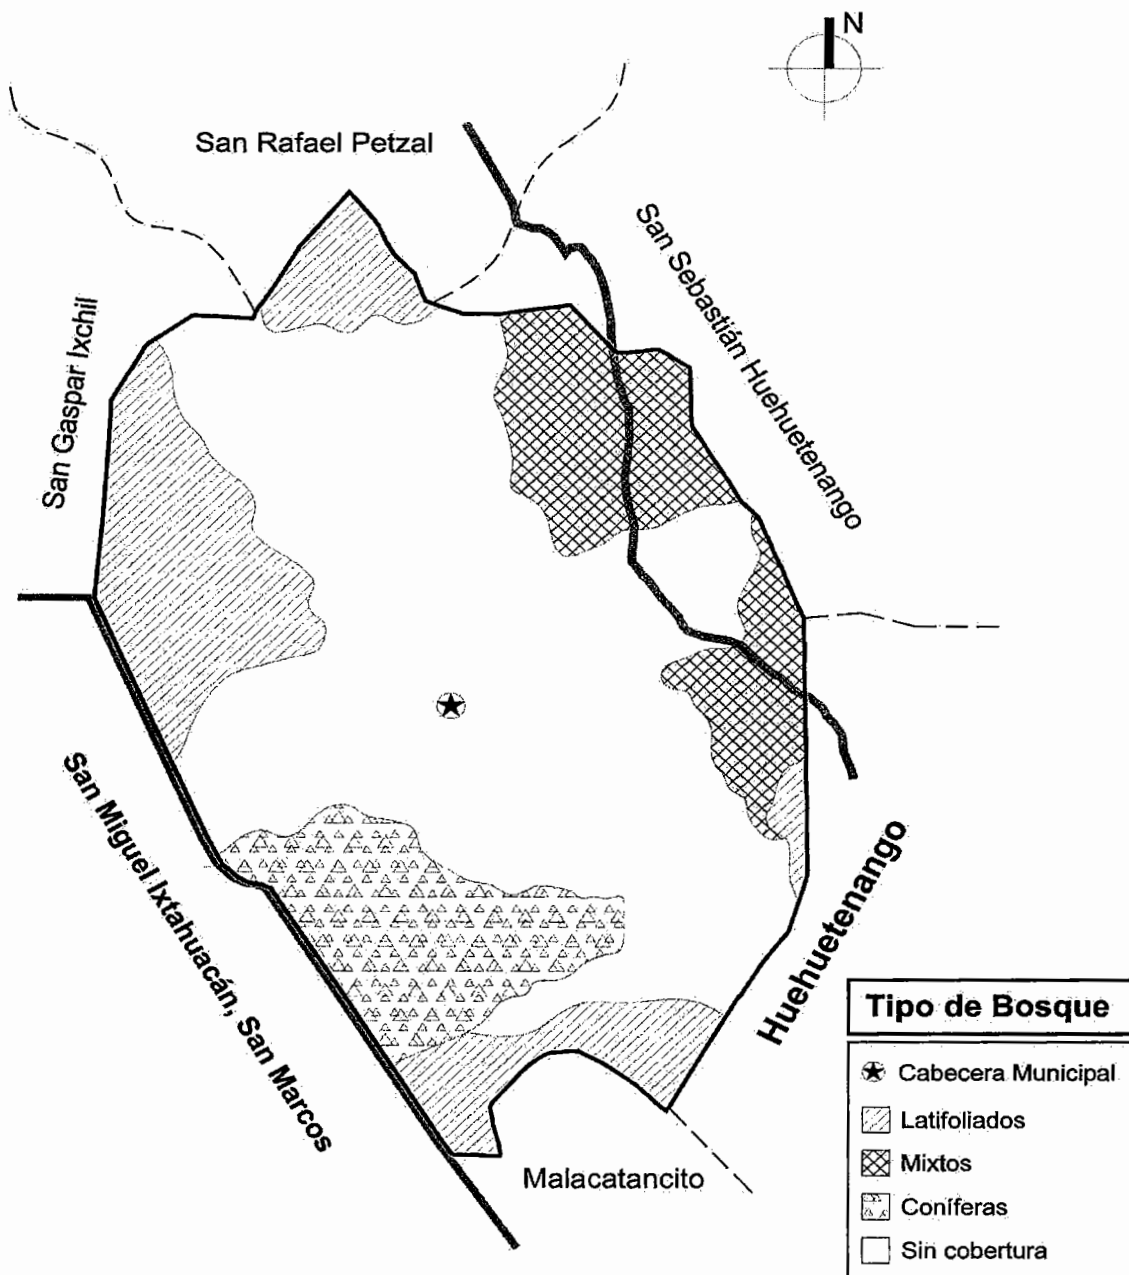 N
San Rafael Petzal
San Sebastián Huehuetenango
San Gaspar Ixchil
San Miguel Ixtahuacán, San Marcos
Huehuetenango
Malacatancito
Tipo de Bosque
Cabecera Municipal
Latifoliados
Mixtos
Coníferas
Sin cobertura